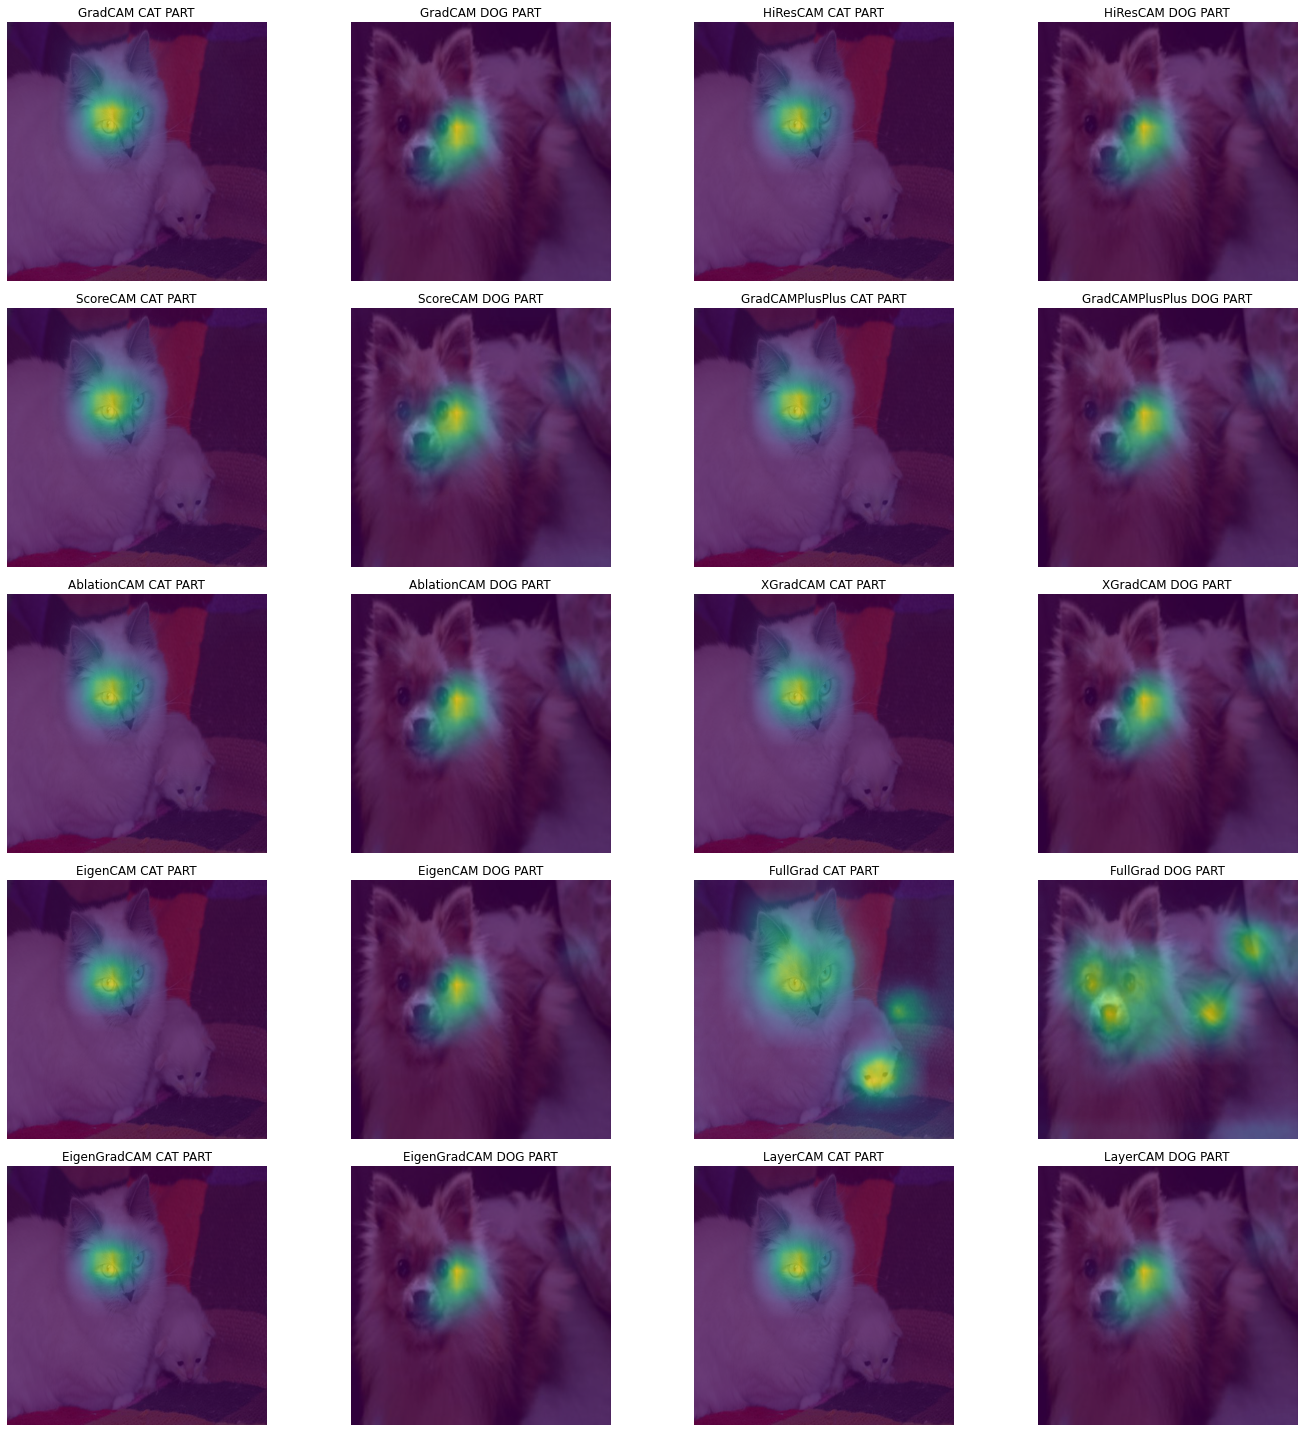 GradCAM CAT PART
GradCAM DOG PART
HiResCAM CAT PART
HiResCAM DOG PART
ScoreCAM CAT PART
ScoreCAM DOG PART
GradCAMPlusPlus CAT PART
GradCAMPlusPlus DOG PART
AblationCAM CAT PART
AblationCAM DOG PART
XGradCAM CAT PART
XGradCAM DOG PART
EigenCAM CAT PART
EigenCAM DOG PART
FullGrad CAT PART
FullGrad DOG PART
EigenGradCAM CAT PART
EigenGradCAM DOG PART
LayerCAM CAT PART
LayerCAM DOG PART